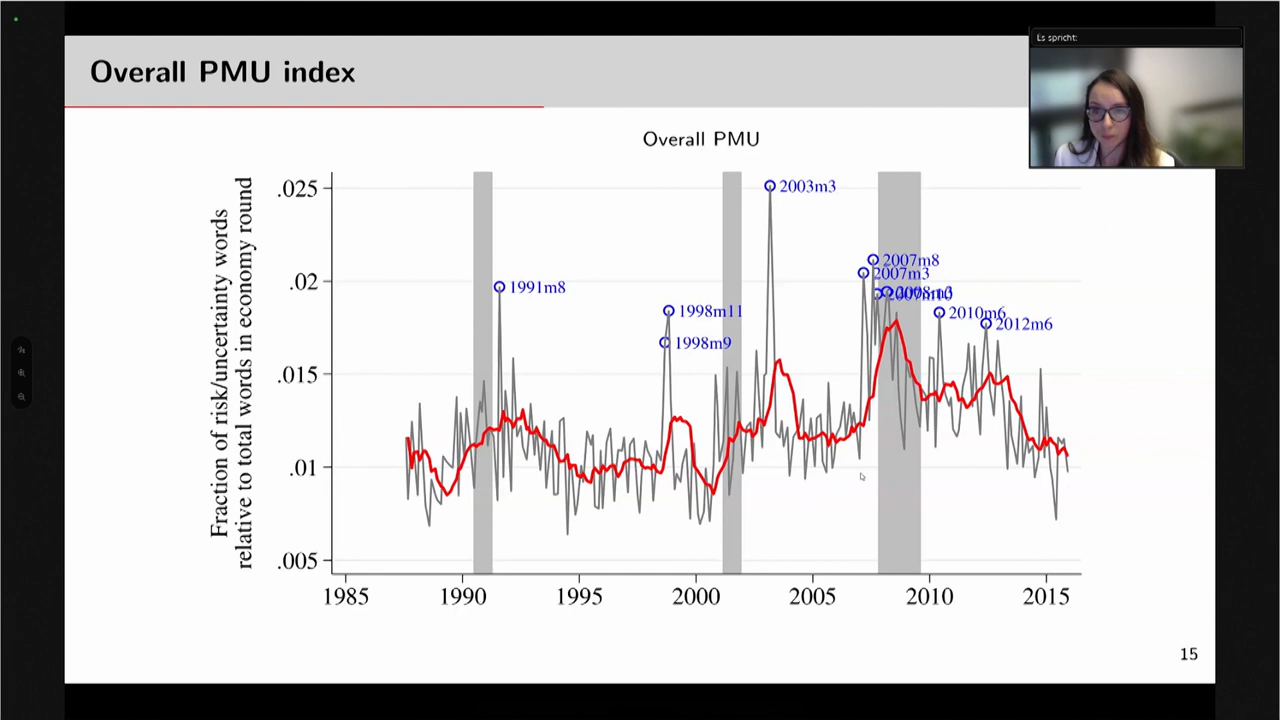 Es spricht:
Overall PMU index
Overall PMU
Fraction of risk/uncertainty words
relative to total words in economy round
.025
.02
.015
.01
.005
2003m3
2007m8
2007m3
1991m8
1998m11
2010m6
2012m6
1998m9
1985
1990
1995
2000
2005
2010
2015
15